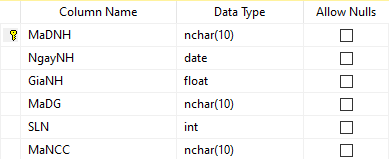 Column Name Data Type Allow Nulls
MaDNH nchar(10)
NgayNH date
GiaNH float
MaDG nchar(10)
SLN int
MaNCC nchar(10)